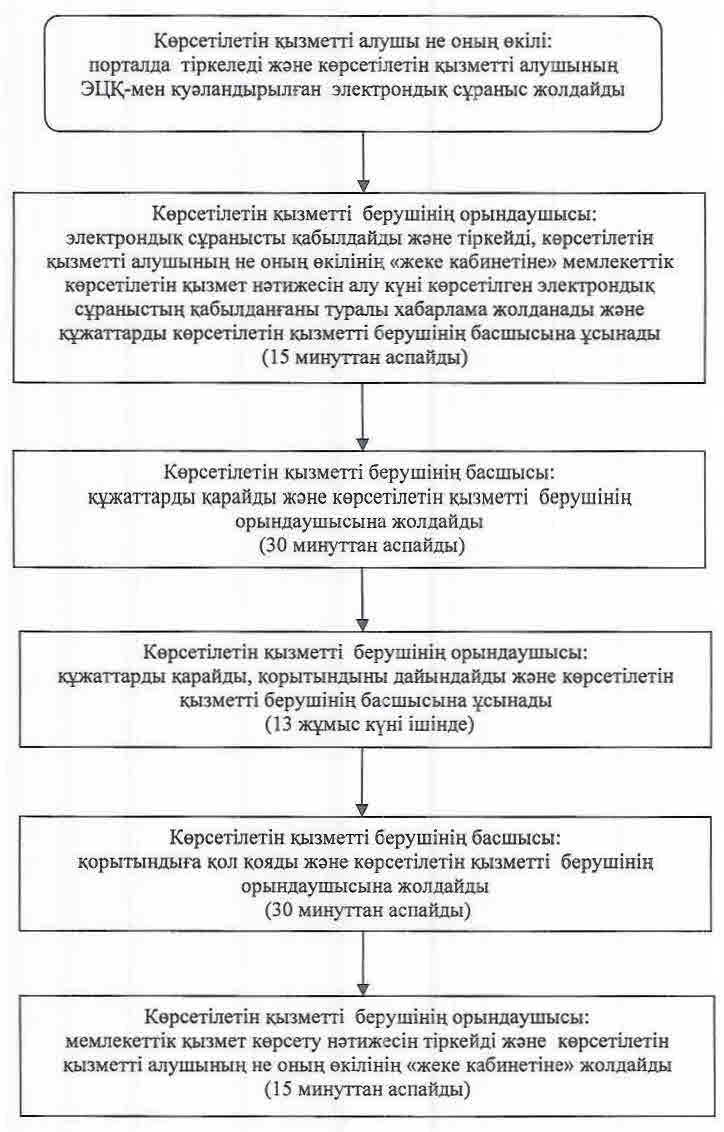 Көрсетілетін қызметті алушы не оның өкілі:
порталда тіркеледі және көрсетілетін қызметті алушының
ЭЦҚ-мен куәландырылған электрондық сұраныс жолдайды
Көрсетілетін қызметті берушінің орындаушысы:
электрондық сұранысты қабылдайды және тіркейді, көрсетілетін
қызметті алушының не оның өкілінің «жеке кабинетіне» мемлекеттік
көрсетілетін қызмет нәтижесін алу күні көрсетілген электрондық
сұраныстың қабылданғаны туралы хабарлама жолданады және
құжаттарды көрсетілетін қызметті берушінің басшысына ұсынады
(15 минуттан аспайды)
Көрсетілетін қызметті берушінің басшысы:
құжаттарды қарайды және көрсетілетін қызметті берушінің
орындаушысына жолдайды
(30 минуттан аспайды)
Көрсетілетін қызметті берушінің орындаушысы:
құжаттарды қарайды, қорытындыны дайындайды және көрсетілетін
қызметті берушінің басшысына ұсынады
(13 жұмыс күні ішінде)
Көрсетілетін қызметті берушінің басшысы:
қорытындыға қол қояды және көрсетілетін қызметті берушінің
орындаушысына жолдайды
(30 минуттан аспайды)
Көрсетілетін қызметті берушінің орындаушысы:
мемлекеттік қызмет көрсету нәтижесін тіркейді және көрсетілетін
қызметті алушының не оның өкілінің «жеке кабинетіне» жолдайды
(15 минуттан аспайды)